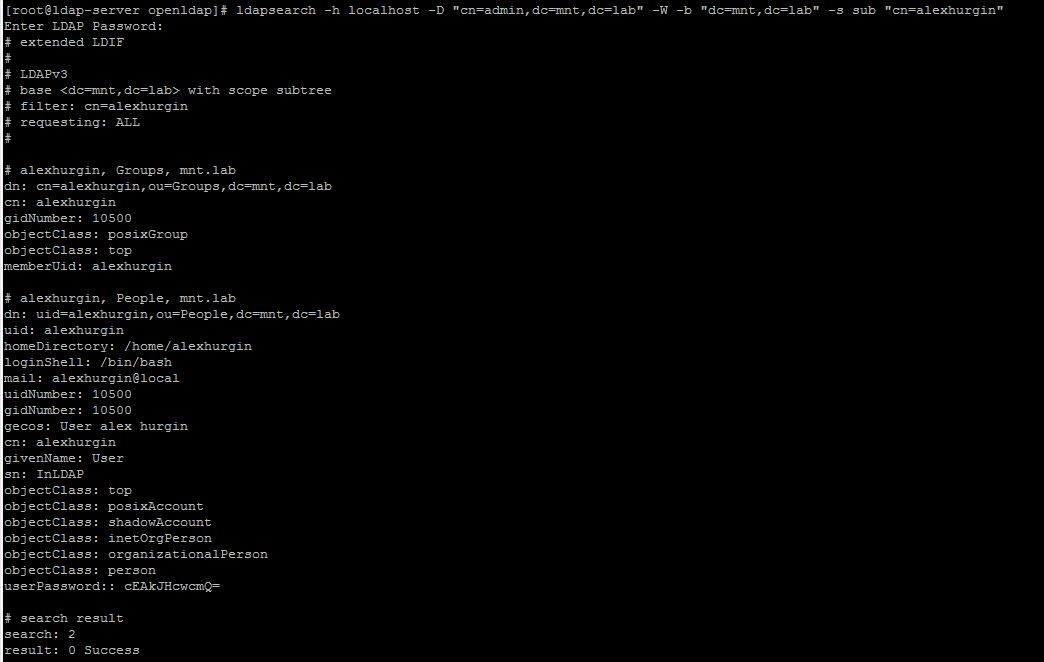 [root@ldap-server openldap]# ldapsearch -h localhost -D "cn=admin,dc=mnt,dc=lab" -W -b "dc=mnt,dc=lab" -s sub "cn=alexhurgin"
Enter LDAP Password:
# extended LDIF
#
# LDAPv3
# base <dc=mnt,dc=lab> with scope subtree
# filter: cn=alexhurgin
# requesting: ALL
#
# alexhurgin, Groups, mnt.lab
dn: cn=alexhurgin,ou=Groups,dc=mnt,dc=lab
cn: alexhurgin
gidNumber: 10500
objectClass: posixGroup
objectClass: top
memberUid: alexhurgin
# alexhurgin, People, mnt.lab
dn: uid=alexhurgin,ou=People,dc=mnt,dc=lab
uid: alexhurgin
homeDirectory: /home/alexhurgin
loginShell: /bin/bash
mail: alexhurgin@local
uidNumber: 10500
gidNumber: 10500
gecos: User alex hurgin
cn: alexhurgin
givenName: User
sn: InLDAP
objectClass: top
objectClass: posixAccount
objectClass: shadowAccount
objectClass: inetOrgPerson
objectClass: organizationalPerson
objectClass: person
userPassword:: cEAkJHcwcmQ=
# search result
search: 2
result: 0 Success